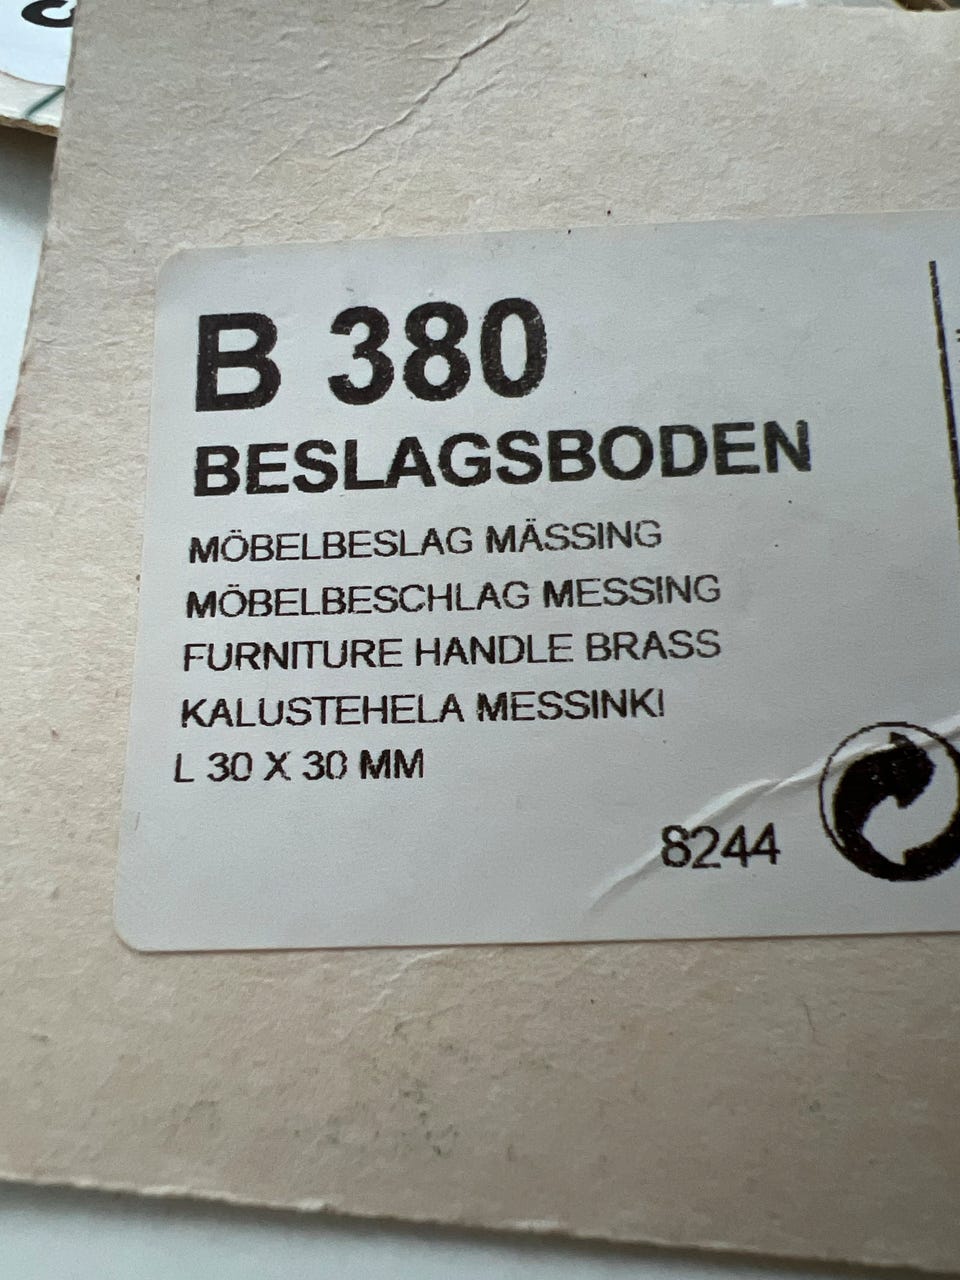 B 380
BESLAGSBODEN
MÖBELBESLAG MÄSSING
MÖBELBESCHLAG MESSING
FURNITURE HANDLE BRASS
KALUSTEHELA MESSINKI
L 30 X 30 MM
8244